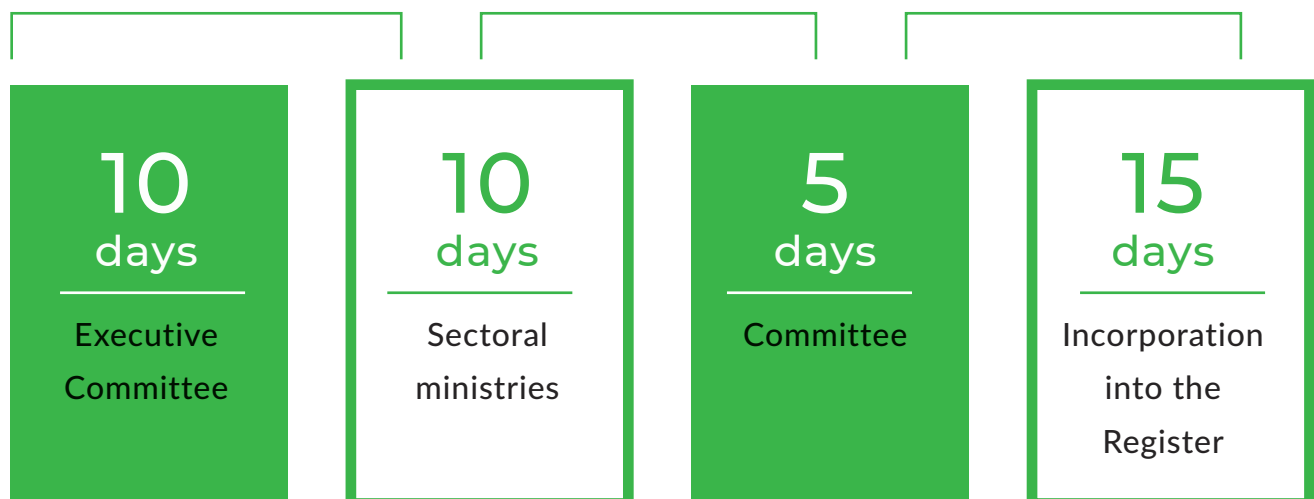 10
days
Executive
Committee
10
days
Sectoral
ministries
5
days
Committee
15
days
Incorporation
into the
Register